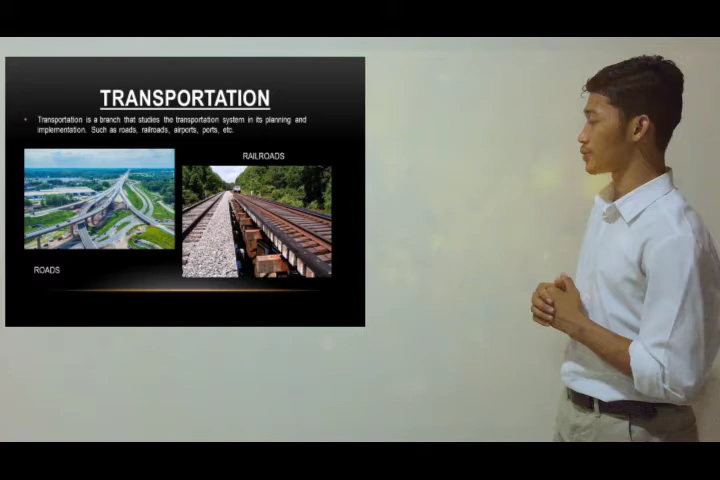 TRANSPORTATION
• Transportation is a branch that studies the transportation system in its planning and
implementation. Such as roads, railroads, airports, ports, etc.
RAILROADS
ROADS